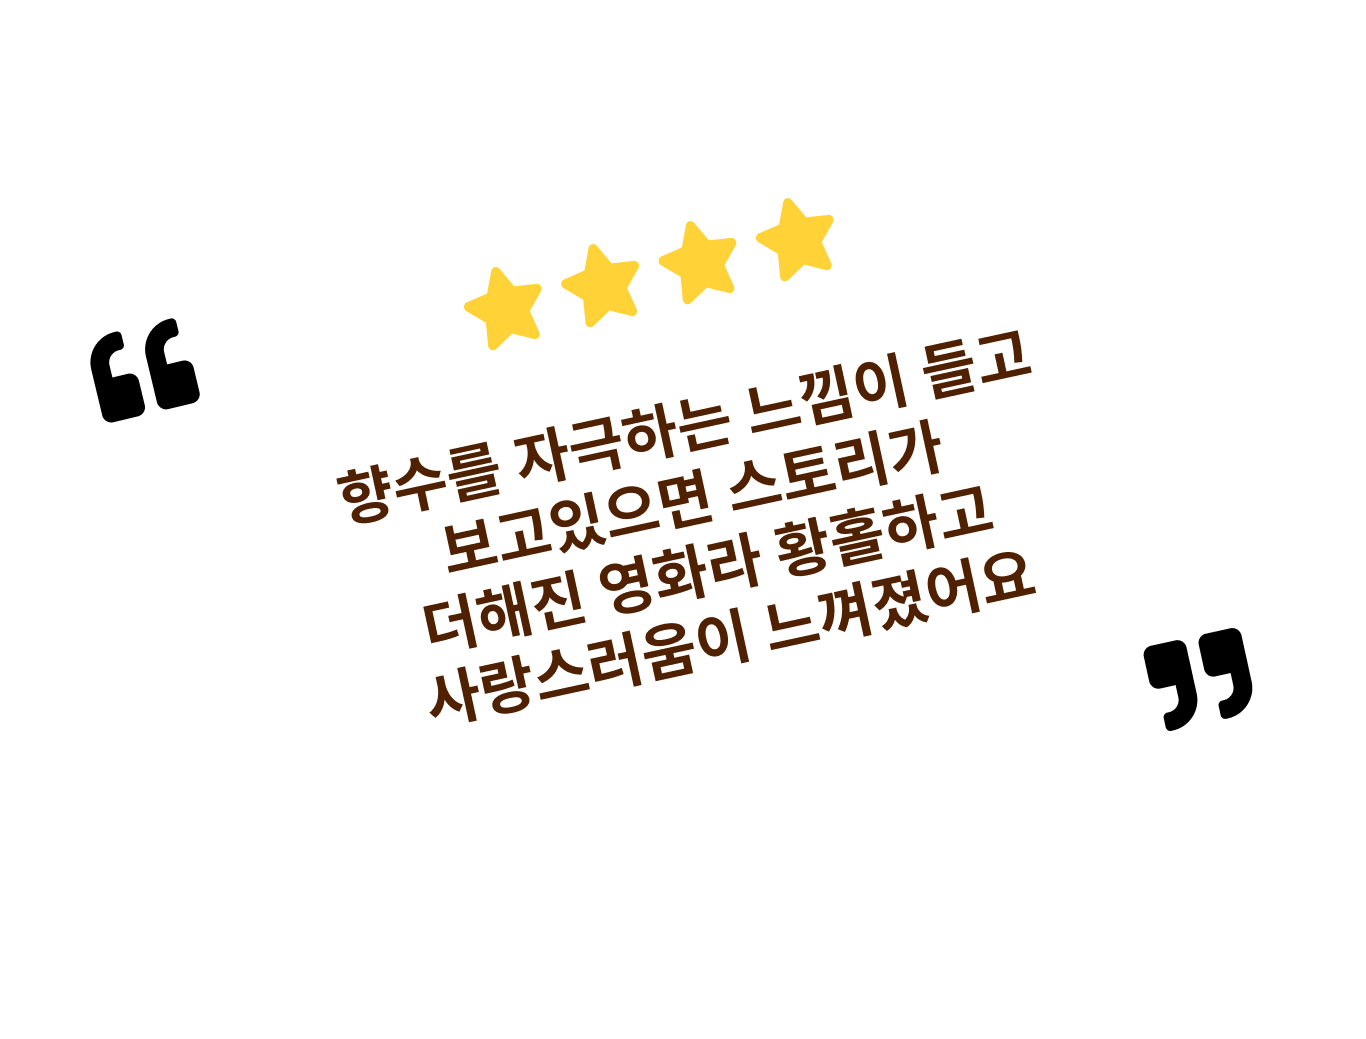 향수를 자극하는 느낌이 들고
보고있으면 스토리가
더해진 영화라 황홀하고
사랑스러움이 느껴졌어요